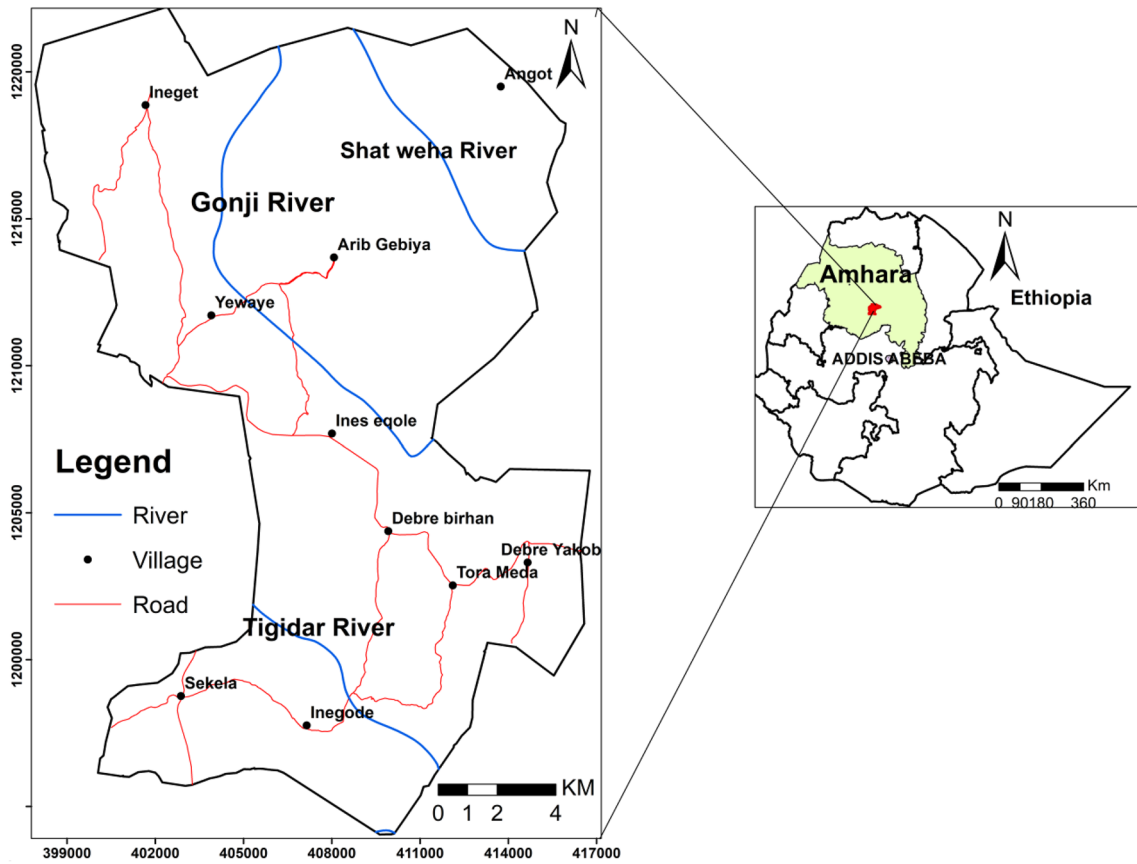 N
Angot
Ineget
Shat weha River
Gonji River
Arib Gebiya
Yewaye
Ines eqole
Legend
River
Village
Road
Debre birhan
Debre Yakob
Tora Meda
Tigidar River
Sekela
Inegode
KM
0 1 2 4
1220000
1215000
1210000
1205000
1200000
399000 402000 405000 408000 411000 414000 417000
N
Amhara
Ethiopia
ADDIS ABEBA
Km
0 90180 360